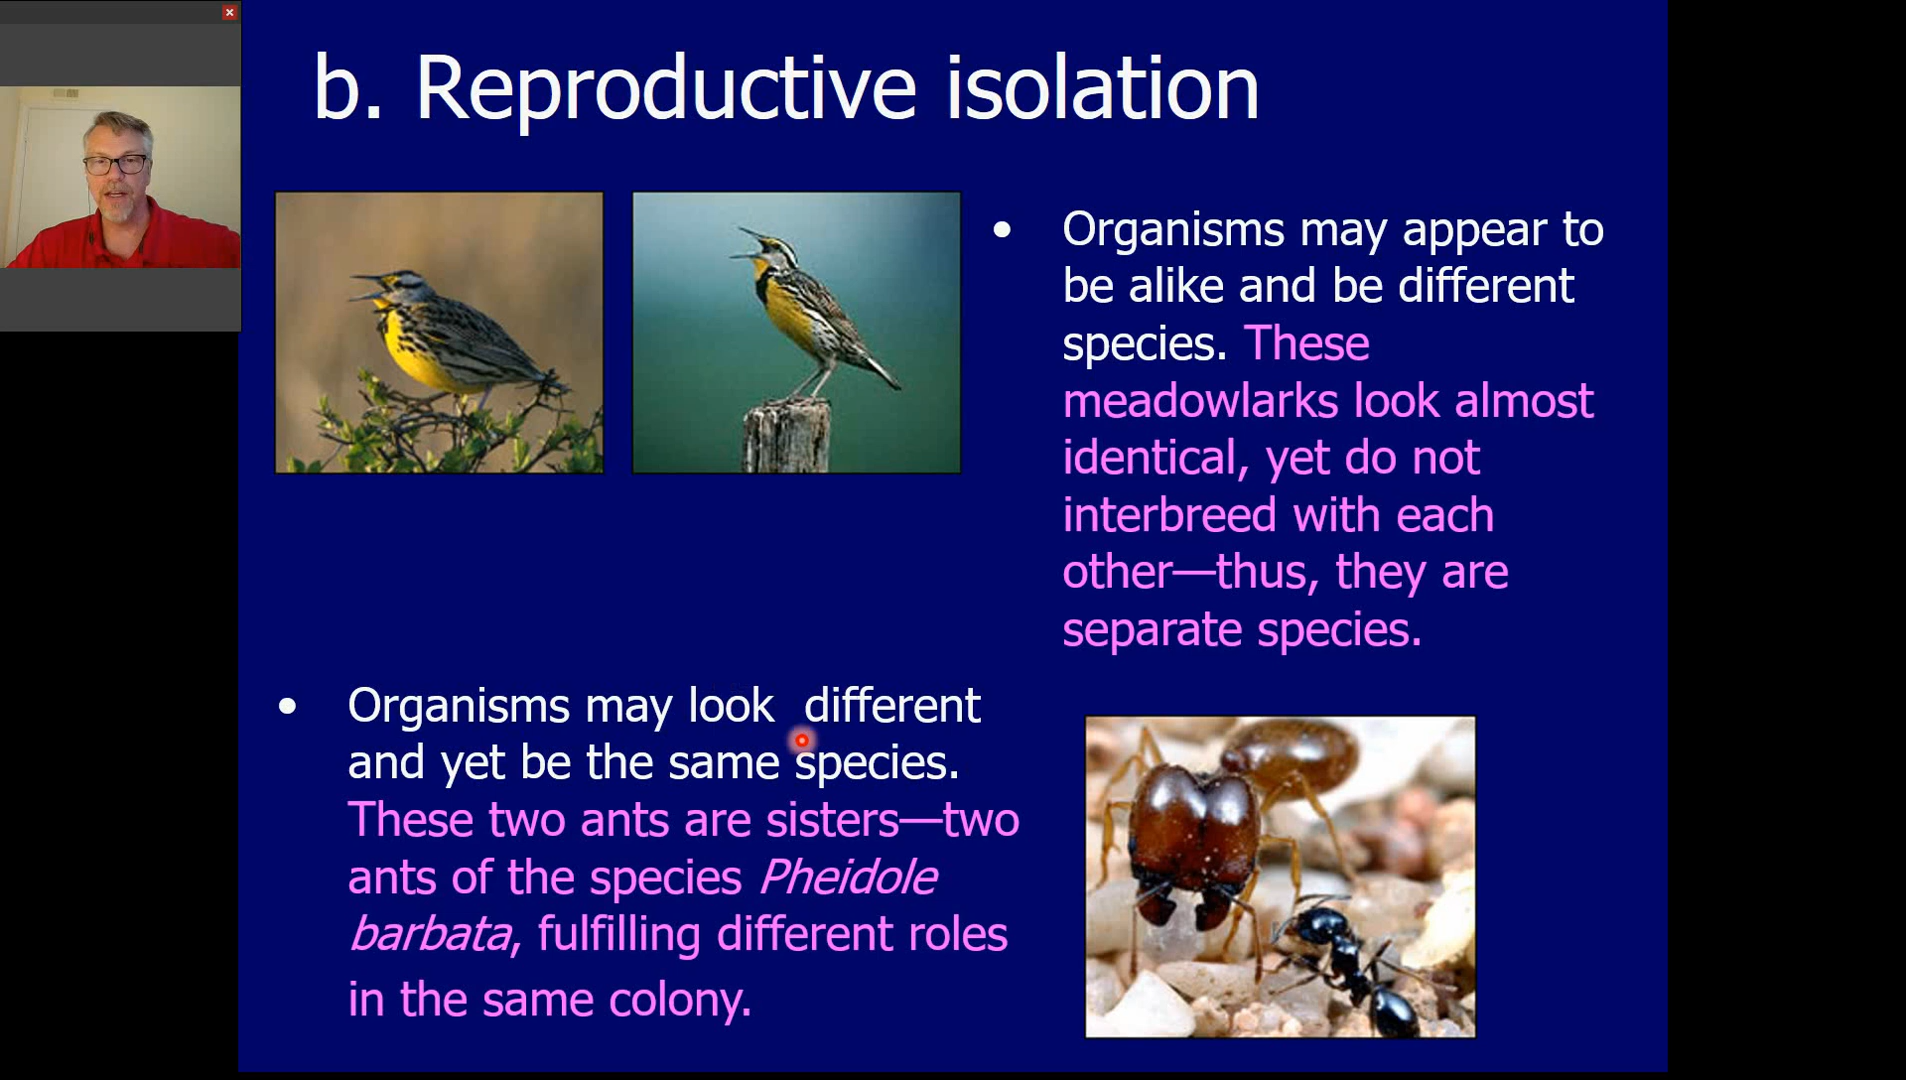 b. Reproductive isolation
• Organisms may appear to
be alike and be different
species. These
meadowlarks look almost
identical, yet do not
interbreed with each
other—thus, they are
separate species.
• Organisms may look  different
and yet be the same species.
These two ants are sisters—two
ants of the species Pheidole
barbata, fulfilling different roles
in the same colony.